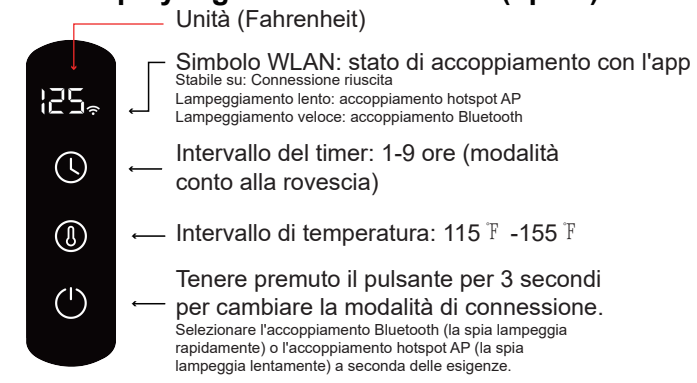 Unità (Fahrenheit)
Simbolo WLAN: stato di accoppiamento con l'app
Stabile su: Connessione riuscita
Lampeggiamento lento: accoppiamento hotspot AP
Lampeggiamento veloce: accoppiamento Bluetooth
125
Intervallo del timer: 1-9 ore (modalità
conto alla rovescia)
Intervallo di temperatura: 115 ℉ -155 ℉
Tenere premuto il pulsante per 3 secondi
per cambiare la modalità di connessione.
Selezionare l'accoppiamento Bluetooth (la spia lampeggia
rapidamente) o l'accoppiamento hotspot AP (la spia
lampeggia lentamente) a seconda delle esigenze.